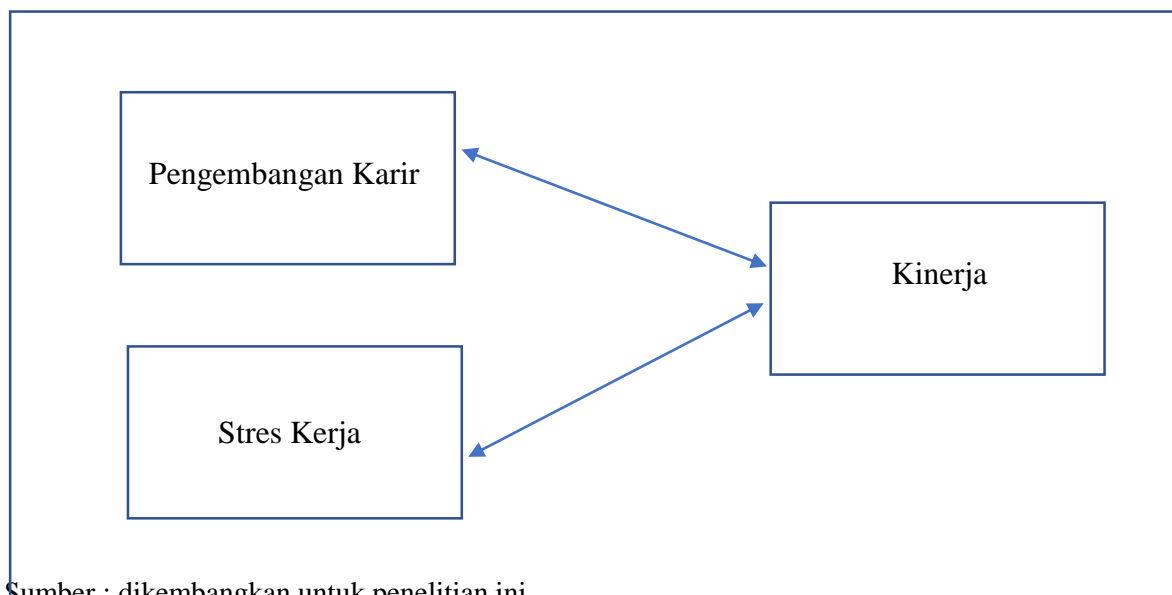 Pengembangan Karir
Kinerja
Stres Kerja
Sumber : dikembangkan untuk penelitian ini